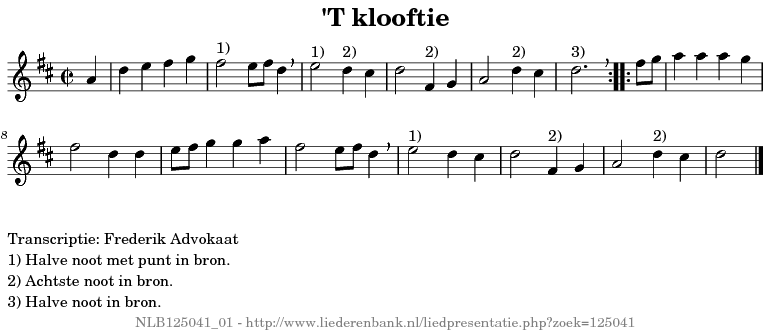 'T klooftie
1) 1) 2) 2) 2) 3)
8
1) 2) 2)
Transcriptie: Frederik Advokaat
1) Halve noot met punt in bron.
2) Achtste noot in bron.
3) Halve noot in bron.
NLB125041_01 - http://www.liederenbank.nl/liedpresentatie.php?zoek=125041